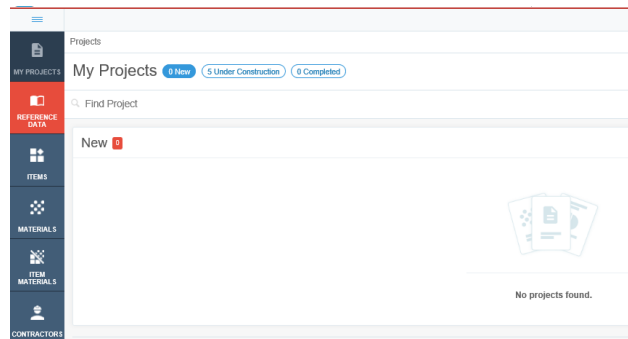 Projects
MY PROJECTS
My Projects 0 New 5 Under Construction 0 Completed
Find Project
REFERENCE
DATA
New 0
ITEMS
MATERIALS
ITEM
MATERIALS
No projects found.
CONTRACTORS